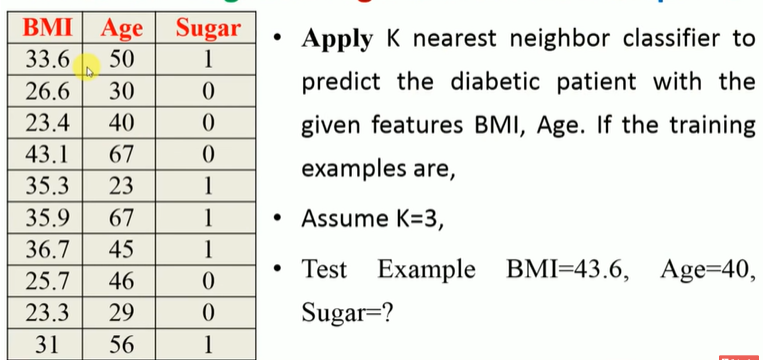 BMI Age Sugar
33.6 50 1
26.6 30 0
23.4 40 0
43.1 67 0
35.3 23 1
35.9 67 1
36.7 45 1
25.7 46 0
23.3 29 0
31 56 1
• Apply K nearest neighbor classifier to
predict the diabetic patient with the
given features BMI, Age. If the training
examples are,
• Assume K=3,
• Test Example BMI=43.6, Age=40,
Sugar=?